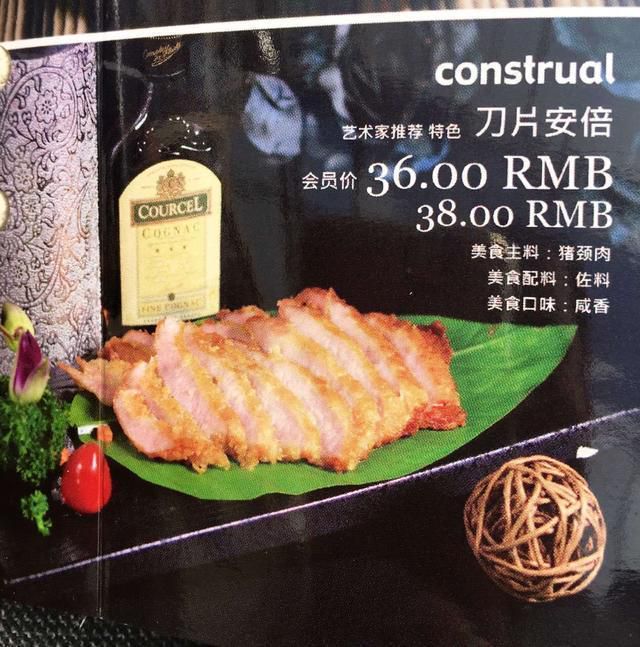 construal
艺术家推荐 特色 刀片安倍
会员价 36.00 RMB
38.00 RMB
美食主料：猪颈肉
美食配料：佐料
美食口味：咸香
COURCEL
COGNAC
FINE COGNAC